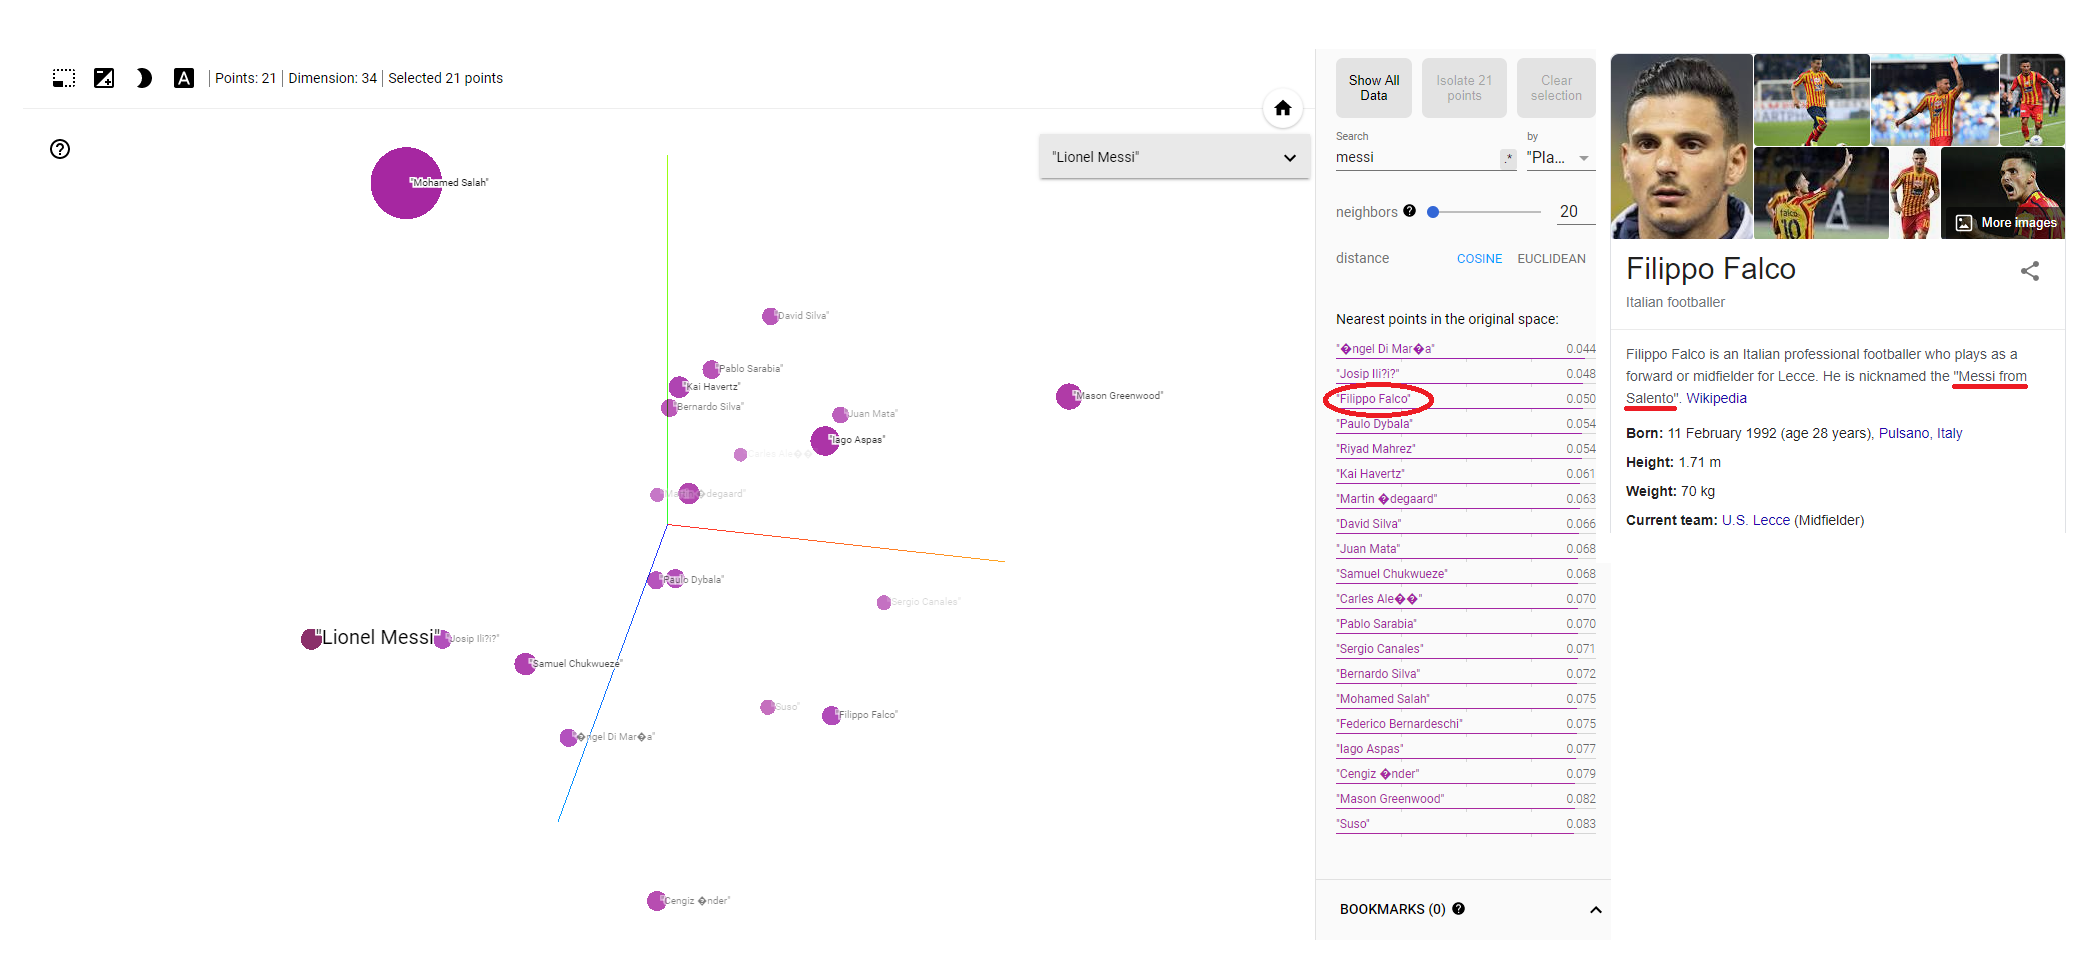 Points: 21 | Dimension: 34 | Selected 21 points
"Lionel Messi"
"Mohamed Salah"
"David Silva"
"Pablo Sarabia"
"Kai Havertz"
"Bernardo Silva"
"Mason Greenwood"
"Juan Mata"
"Iago Aspas"
"Carles Ale��"
�degaard"
"Paulo Dybala"
"Sergio Canales"
"Lionel Messi"
"Josip Ili?i?"
"Samuel Chukwueze"
"Suso"
"Filippo Falco"
"�ngel Di Mar�a"
"Cengiz �nder"
Show All
Data
Isolate 21
points
Clear
selection
Search
by
messi
.*
"Pla...
neighbors
20
distance
COSINE
EUCLIDEAN
Nearest points in the original space:
"�ngel Di Mar�a" 0.044
"Josip Ili?i?" 0.048
"Filippo Falco" 0.050
"Paulo Dybala" 0.054
"Riyad Mahrez" 0.054
"Kai Havertz" 0.061
"Martin �degaard" 0.063
"David Silva" 0.066
"Juan Mata" 0.068
"Samuel Chukwueze" 0.068
"Carles Ale��" 0.070
"Pablo Sarabia" 0.070
"Sergio Canales" 0.071
"Bernardo Silva" 0.072
"Mohamed Salah" 0.075
"Federico Bernardeschi" 0.075
"Iago Aspas" 0.077
"Cengiz �nder" 0.079
"Mason Greenwood" 0.082
"Suso" 0.083
BOOKMARKS (0)
falco
10
More images
Filippo Falco
Italian footballer
Filippo Falco is an Italian professional footballer who plays as a
forward or midfielder for Lecce. He is nicknamed the "Messi from
Salento". Wikipedia
Born: 11 February 1992 (age 28 years), Pulsano, Italy
Height: 1.71 m
Weight: 70 kg
Current team: U.S. Lecce (Midfielder)